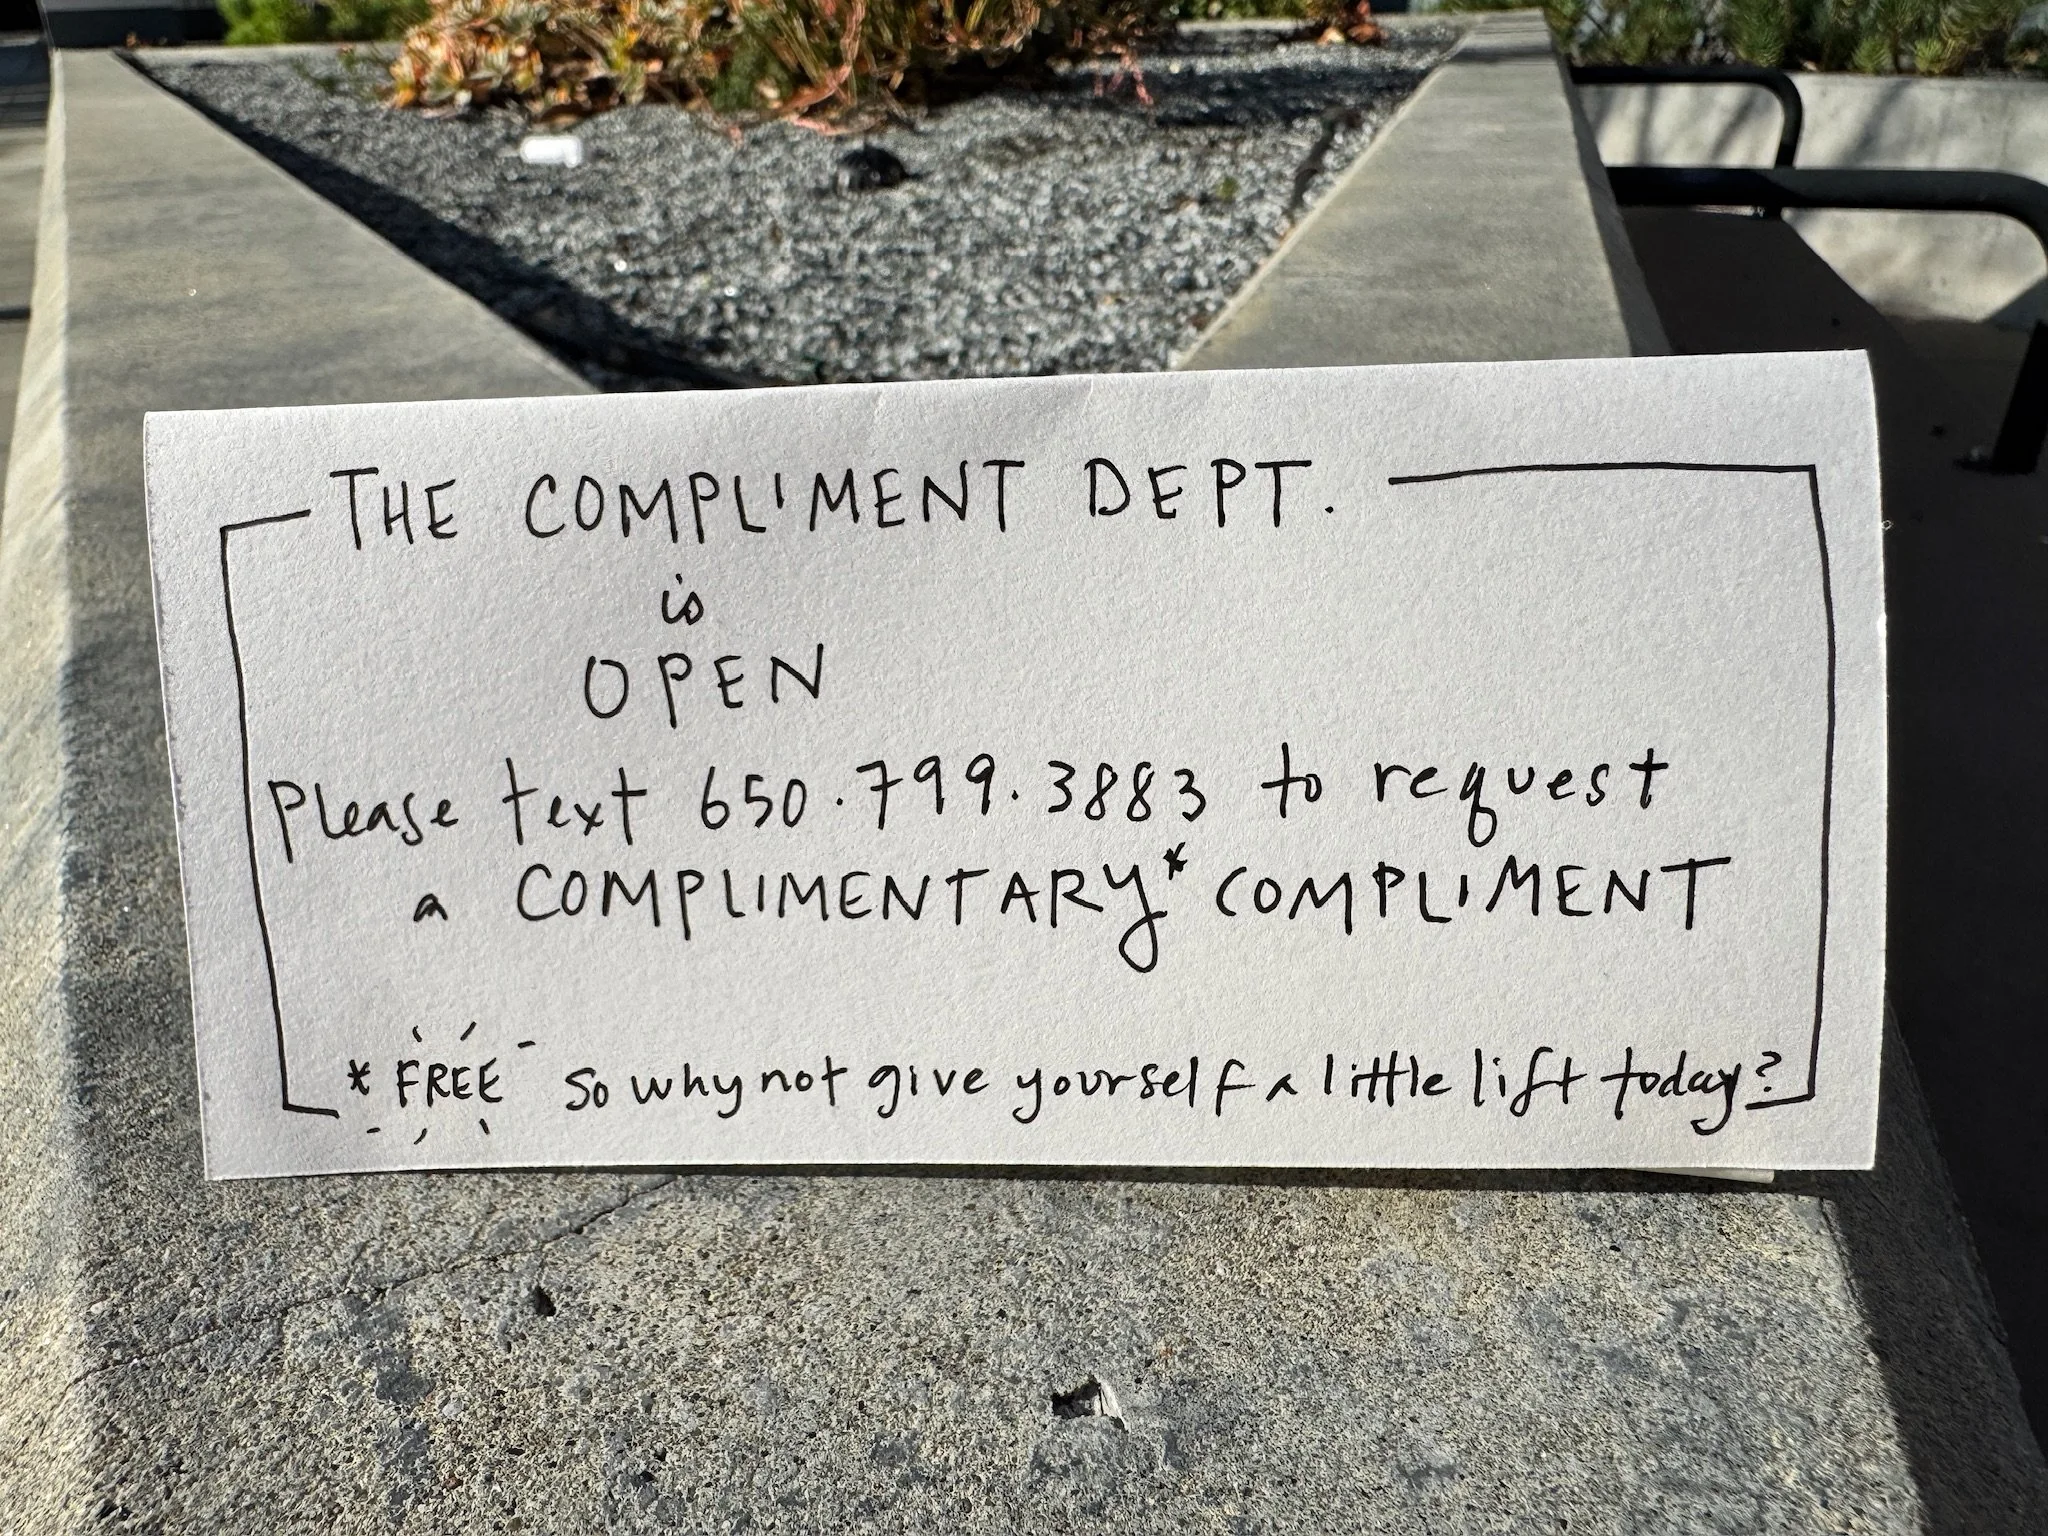 THE COMPLIMENT DEPT.
is
OPEN
Please text 650.799.3883 to request
a COMPLIMENTARY* COMPLIMENT
* FREE so why not give yourself a little lift today?